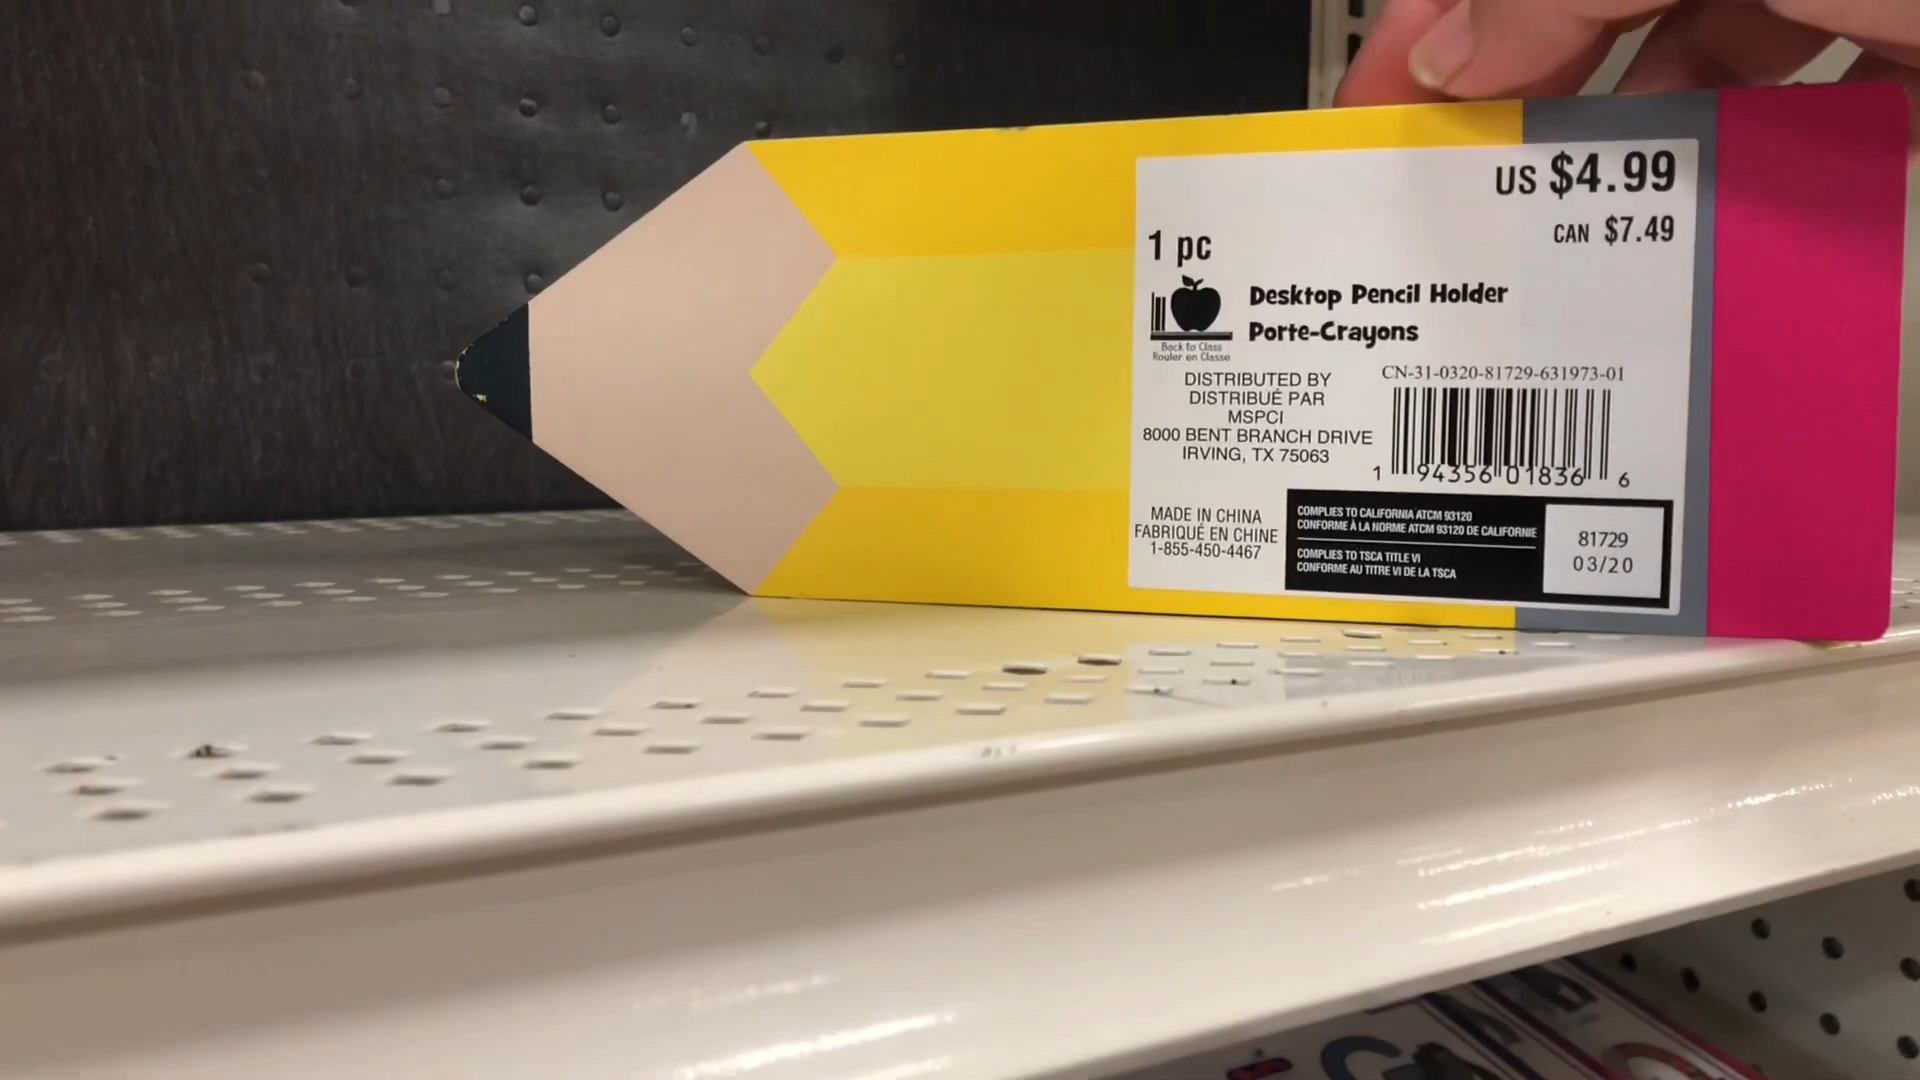 US $4.99
CAN $7.49
1 pc
Back to Class
Rouler en Classe
Desktop Pencil Holder
Porte-Crayons
DISTRIBUTED BY
DISTRIBUÉ PAR
MSPCI
8000 BENT BRANCH DRIVE
IRVING, TX 75063
CN-31-0320-81729-631973-01
1 94356 01836 6
MADE IN CHINA
FABRIQUÉ EN CHINE
1-855-450-4467
COMPLIES TO CALIFORNIA ATCM 93120
CONFORME À LA NORME ATCM 93120 DE CALIFORNIE
COMPLIES TO TSCA TITLE VI
CONFORME AU TITRE VI DE LA TSCA
81729
03/20